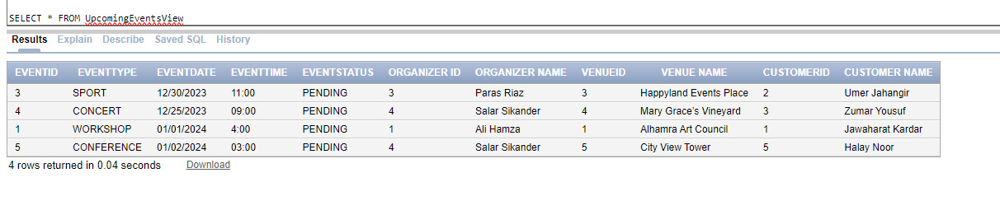 SELECT * FROM UpcomingEventsView
Results Explain Describe Saved SQL History
EVENTID EVENTTYPE EVENTDATE EVENTTIME EVENTSTATUS ORGANIZER ID ORGANIZER NAME VENUEID VENUE NAME CUSTOMERID CUSTOMER NAME
3 SPORT 12/30/2023 11:00 PENDING 3 Paras Riaz 3 Happyland Events Place 2 Umer Jahangir
4 CONCERT 12/25/2023 09:00 PENDING 4 Salar Sikander 4 Mary Grace's Vineyard 3 Zumar Yousuf
1 WORKSHOP 01/01/2024 4:00 PENDING 1 Ali Hamza 1 Alhamra Art Council 1 Jawaharat Kardar
5 CONFERENCE 01/02/2024 03:00 PENDING 4 Salar Sikander 5 City View Tower 5 Halay Noor
4 rows returned in 0.04 seconds Download